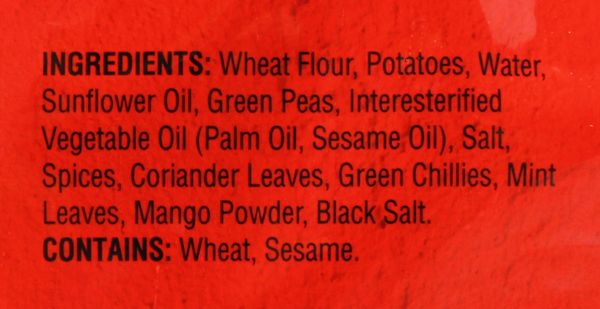 INGREDIENTS: Wheat Flour, Potatoes, Water,
Sunflower Oil, Green Peas, Interesterified
Vegetable Oil (Palm Oil, Sesame Oil), Salt,
Spices, Coriander Leaves, Green Chillies, Mint
Leaves, Mango Powder, Black Salt.
CONTAINS: Wheat, Sesame.